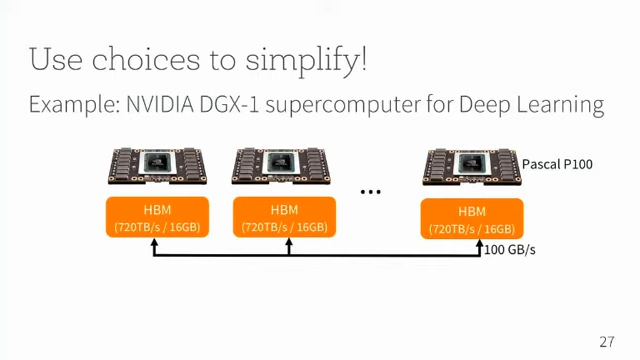 Use choices to simplify!
Example: NVIDIA DGX-1 supercomputer for Deep Learning
Pascal P100
...
HBM
(720TB/s / 16GB)
HBM
(720TB/s / 16GB)
HBM
(720TB/s / 16GB)
100 GB/s
27